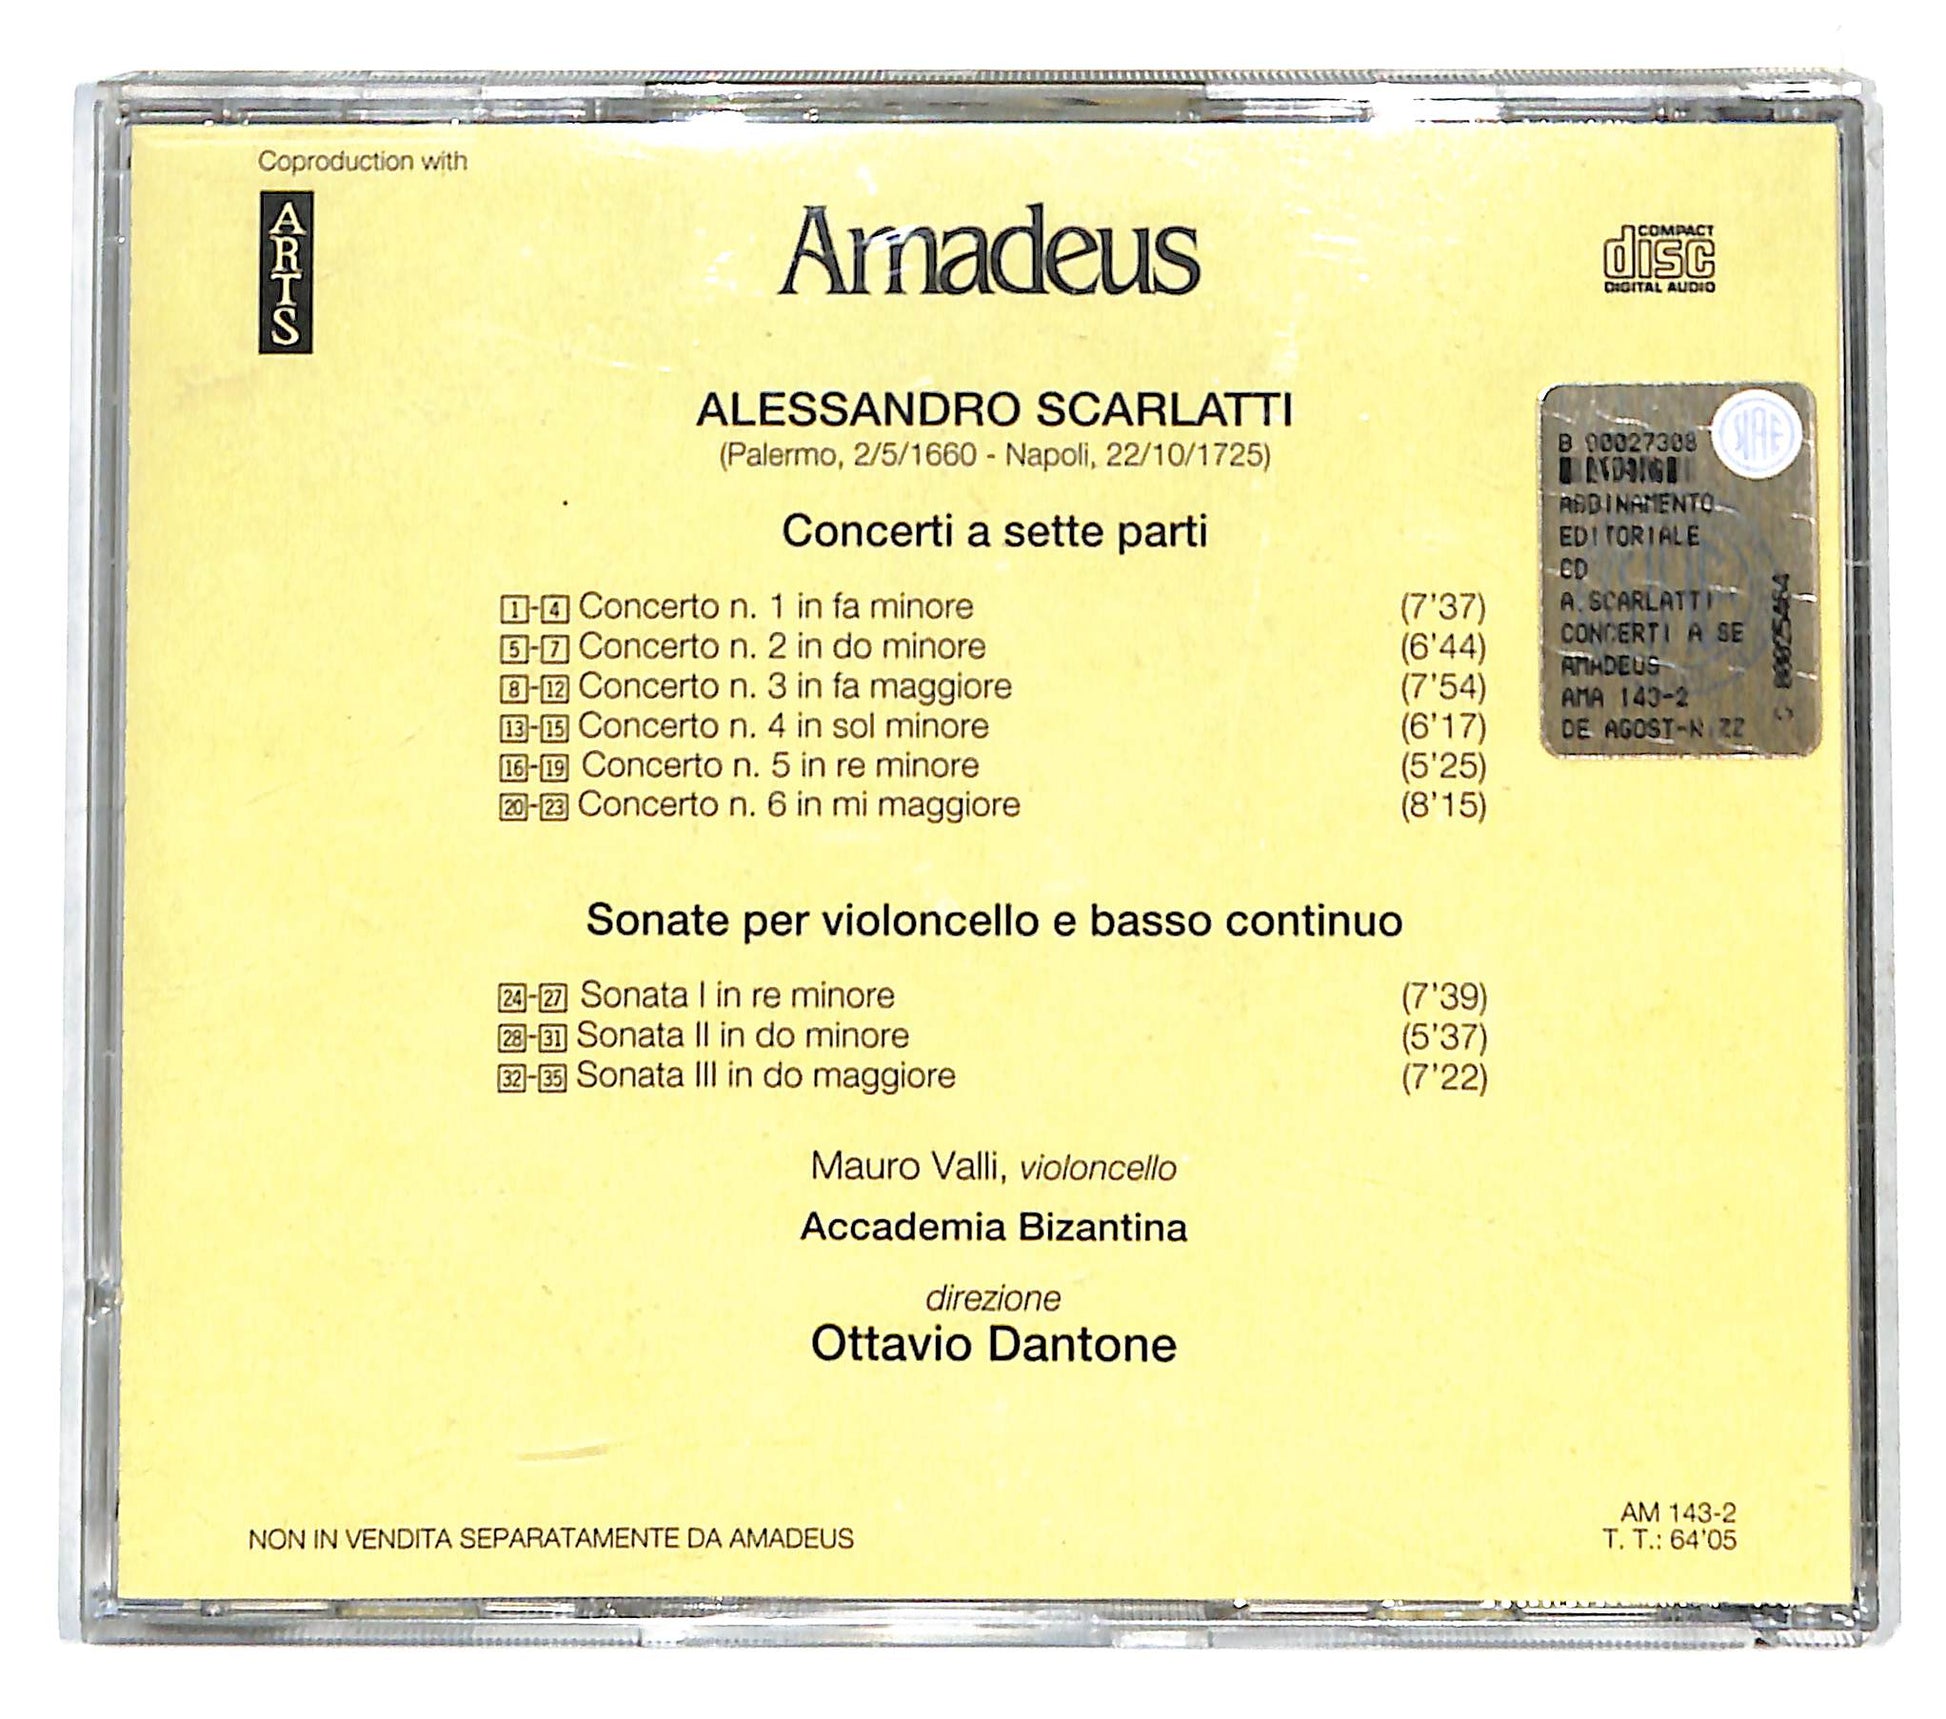 Coproduction with
ARTS
Amadeus
COMPACT
disc
DIGITAL AUDIO
ALESSANDRO SCARLATTI
(Palermo, 2/5/1660 - Napoli, 22/10/1725)
Concerti a sette parti
1-4 Concerto n. 1 in fa minore (7'37)
5-7 Concerto n. 2 in do minore (6'44)
8-12 Concerto n. 3 in fa maggiore (7'54)
13-15 Concerto n. 4 in sol minore (6'17)
16-19 Concerto n. 5 in re minore (5'25)
20-23 Concerto n. 6 in mi maggiore (8'15)
SIAE
B 00027308
ABBINAMENTO
EDITORIALE
CD
A.SCARLATTI
CONCERTI A SE
AMADEUS
AMA 143-2
DE AGOST-N.22
Sonate per violoncello e basso continuo
24-27 Sonata I in re minore (7'39)
28-31 Sonata II in do minore (5'37)
32-35 Sonata III in do maggiore (7'22)
Mauro Valli, violoncello
Accademia Bizantina
direzione
Ottavio Dantone
NON IN VENDITA SEPARATAMENTE DA AMADEUS
AM 143-2
T. T.: 64'05